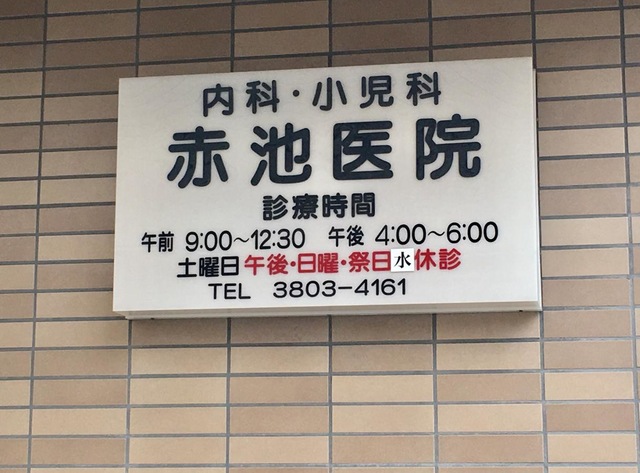 内科・小児科
赤池医院
診療時間
午前 9:00〜12:30 午後 4:00〜6:00
土曜日午後・日曜・祭日水休診
TEL 3803-4161